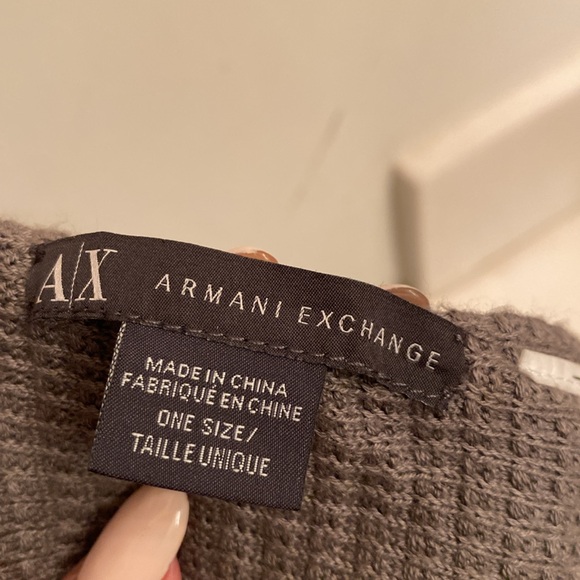 A|X ARMANI EXCHANGE
MADE IN CHINA
FABRIQUÉ EN CHINE
ONE SIZE/
TAILLE UNIQUE